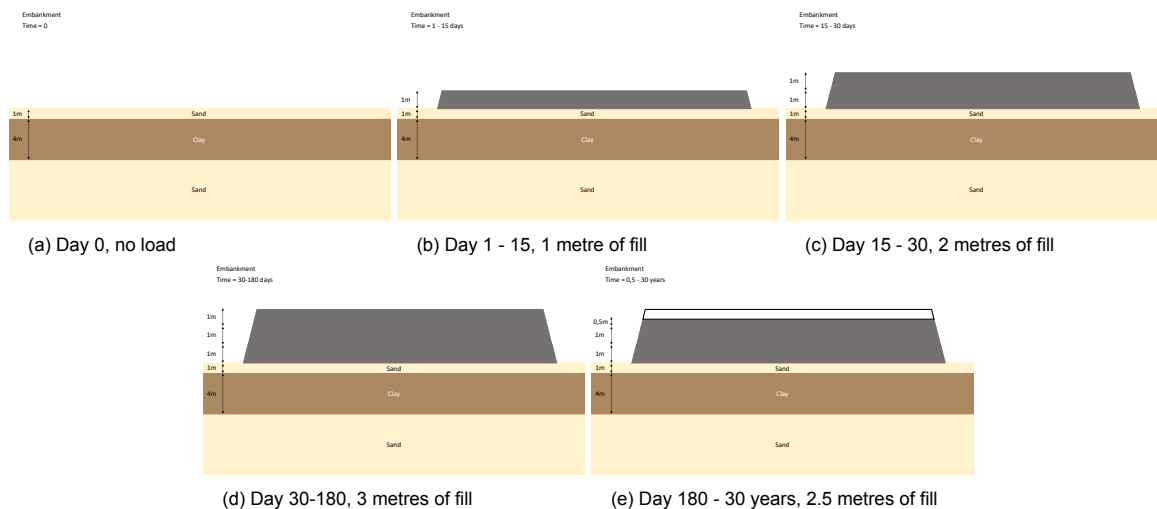 Embankment
Time = 0
1m
Sand
4m
Clay
Sand
(a) Day 0, no load
Embankment
Time = 1 - 15 days
1m
1m
Sand
4m
Clay
Sand
(b) Day 1 - 15, 1 metre of fill
Embankment
Time = 15 - 30 days
1m
1m
1m
Sand
4m
Clay
Sand
(c) Day 15 - 30, 2 metres of fill
Embankment
Time = 30-180 days
1m
1m
1m
1m
Sand
4m
Clay
Sand
(d) Day 30-180, 3 metres of fill
Embankment
Time = 0,5 - 30 years
0,5m
1m
1m
1m
Sand
4m
Clay
Sand
(e) Day 180 - 30 years, 2.5 metres of fill